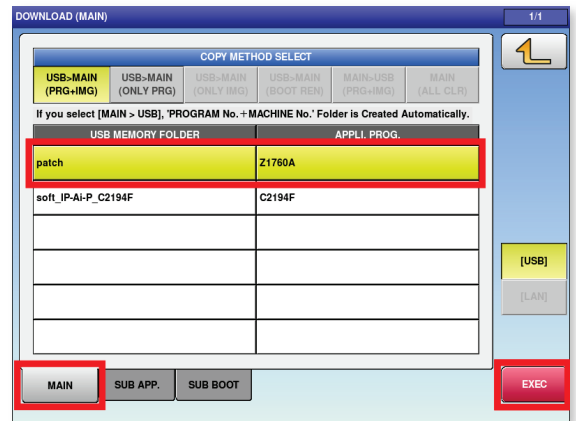 DOWNLOAD (MAIN) 1/1
COPY METHOD SELECT
USB>MAIN (PRG+IMG)
USB>MAIN (ONLY PRG)
USB>MAIN (ONLY IMG)
USB>MAIN (BOOT REN)
MAIN>USB (PRG+IMG)
MAIN (ALL CLR)
If you select [MAIN > USB], 'PROGRAM No.+MACHINE No.' Folder is Created Automatically.
USB MEMORY FOLDER APPLI. PROG.
patch Z1760A
soft_IP-Ai-P_C2194F C2194F
[USB]
[LAN]
MAIN SUB APP. SUB BOOT EXEC